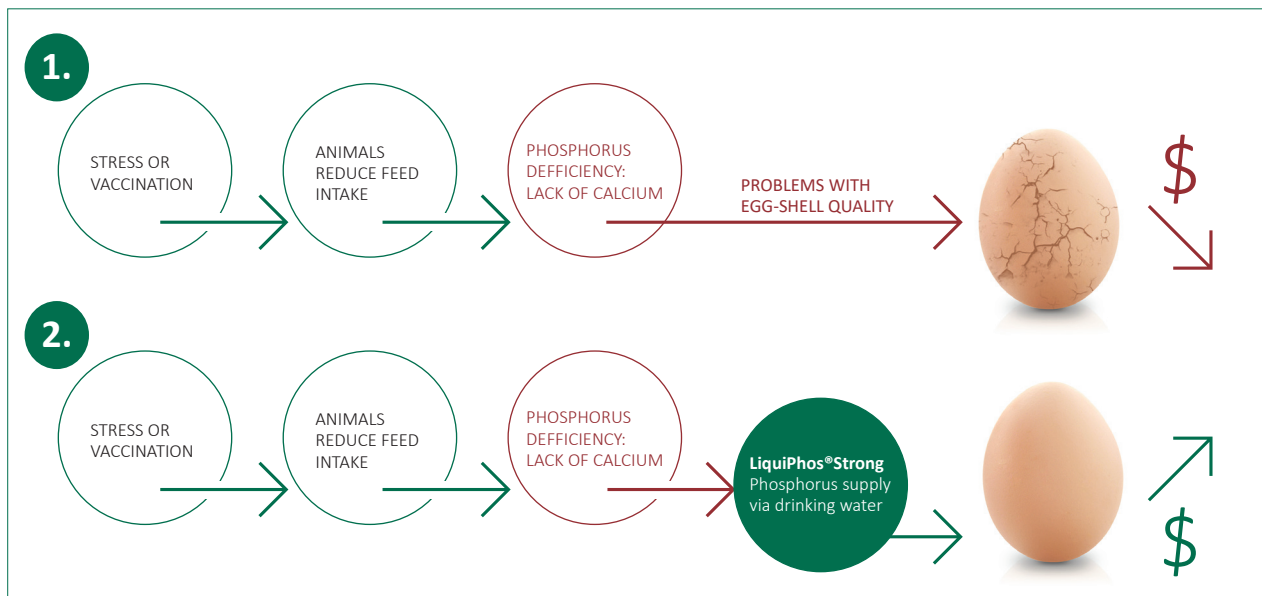 1.
STRESS OR
VACCINATION
ANIMALS
REDUCE FEED
INTAKE
PHOSPHORUS
DEFFICIENCY:
LACK OF CALCIUM
PROBLEMS WITH
EGG-SHELL QUALITY
$
2.
STRESS OR
VACCINATION
ANIMALS
REDUCE FEED
INTAKE
PHOSPHORUS
DEFFICIENCY:
LACK OF CALCIUM
LiquiPhos®Strong
Phosphorus supply
via drinking water
$